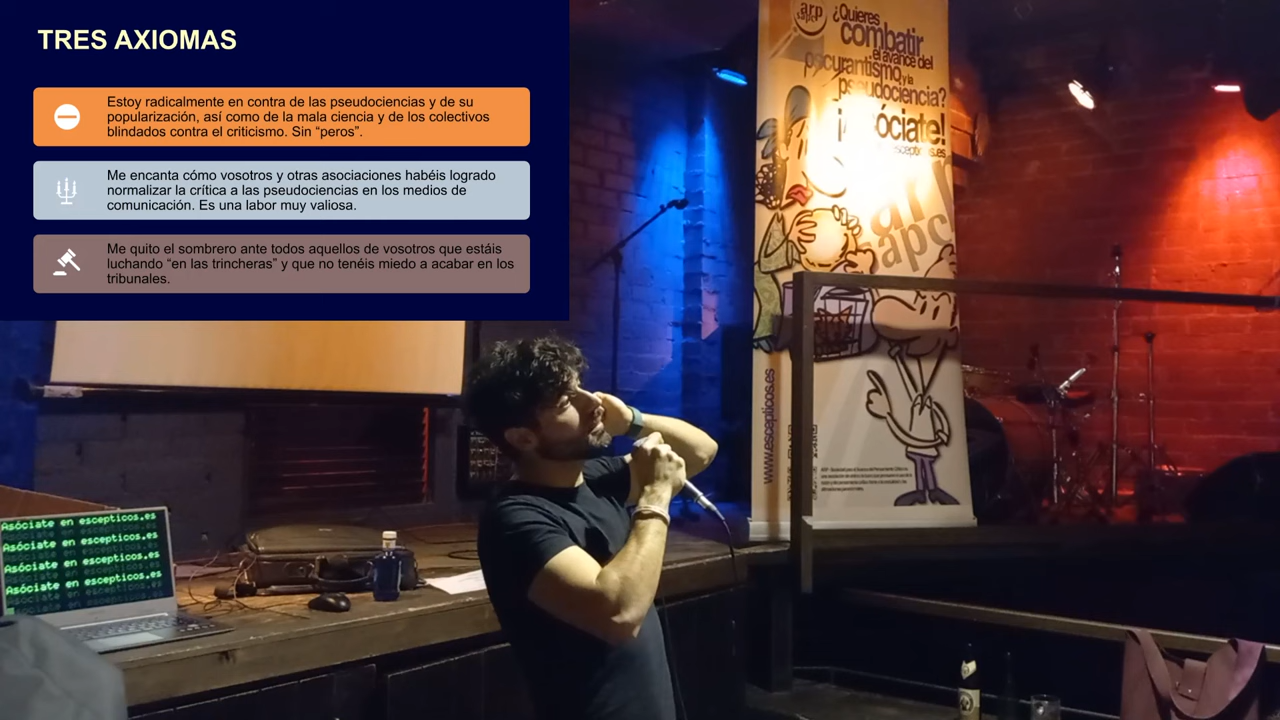 TRES AXIOMAS
Estoy radicalmente en contra de las pseudociencias y de su
popularización, así como de la mala ciencia y de los colectivos
blindados contra el criticismo. Sin “peros”.
Me encanta cómo vosotros y otras asociaciones habéis logrado
normalizar la crítica a las pseudociencias en los medios de
comunicación. Es una labor muy valiosa.
Me quito el sombrero ante todos aquellos de vosotros que estáis
luchando “en las trincheras” y que no tenéis miedo a acabar en los
tribunales.
arp
sapc
¿Quieres
combatir
el avance del
oscurantismo y la
pseudociencia?
arp
sapc
www.escepticos.es
Asóciate en escepticos.es
Asóciate en escepticos.es
Asóciate en escepticos.es
Asóciate en escepticos.es